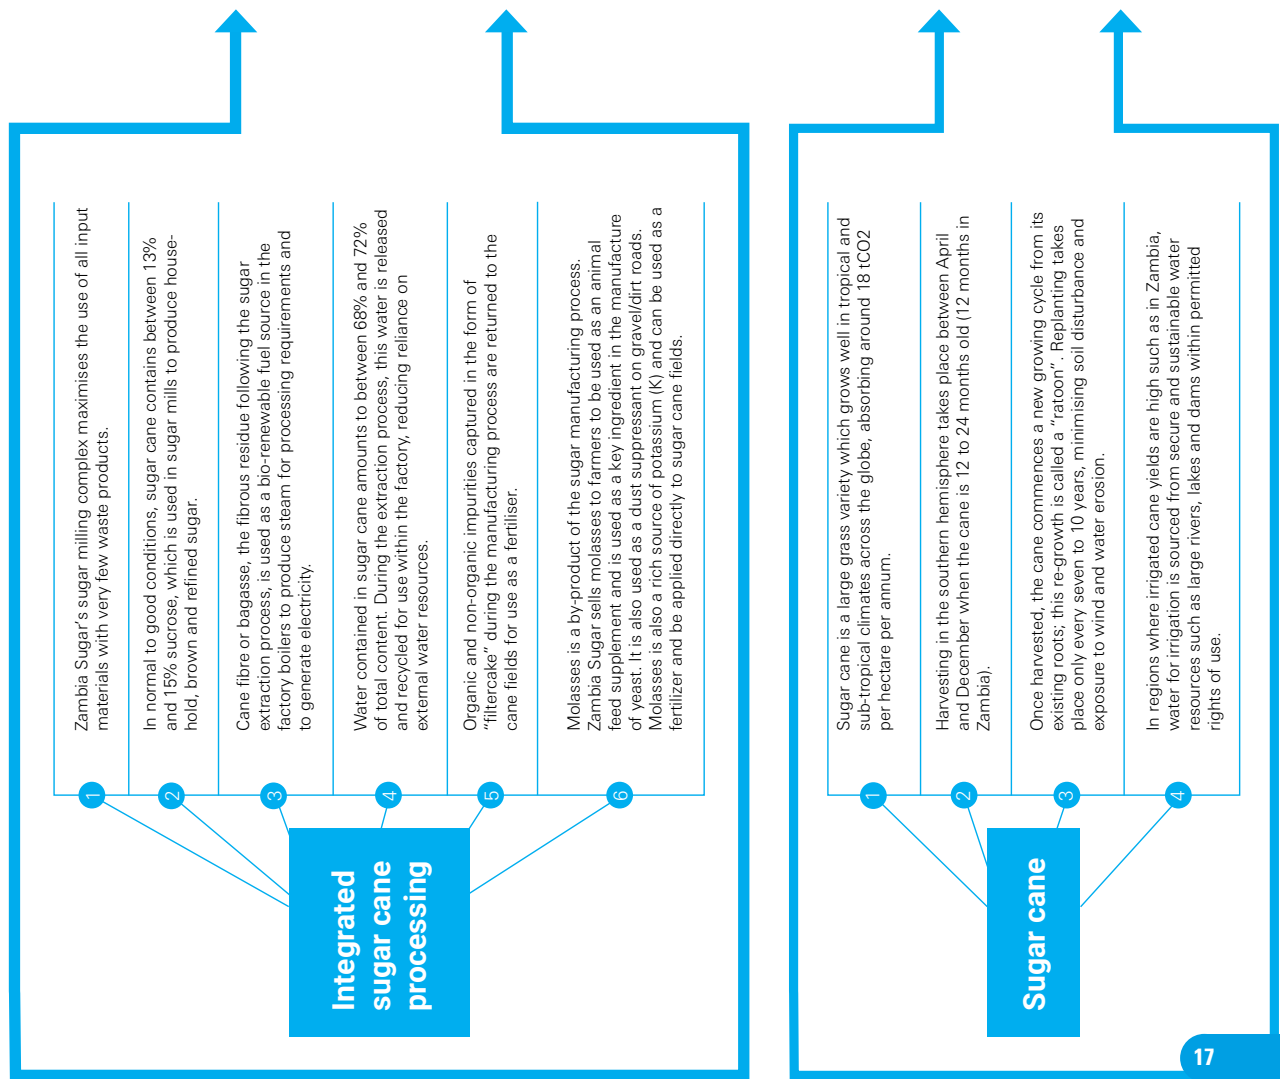 Integrated
sugar cane
processing
1
Zambia Sugar's sugar milling complex maximises the use of all input
materials with very few waste products.
2
In normal to good conditions, sugar cane contains between 13%
and 15% sucrose, which is used in sugar mills to produce house-
hold, brown and refined sugar.
3
Cane fibre or bagasse, the fibrous residue following the sugar
extraction process, is used as a bio-renewable fuel source in the
factory boilers to produce steam for processing requirements and
to generate electricity.
4
Water contained in sugar cane amounts to between 68% and 72%
of total content. During the extraction process, this water is released
and recycled for use within the factory, reducing reliance on
external water resources.
5
Organic and non-organic impurities captured in the form of
“filtercake” during the manufacturing process are returned to the
cane fields for use as a fertiliser.
6
Molasses is a by-product of the sugar manufacturing process.
Zambia Sugar sells molasses to farmers to be used as an animal
feed supplement and is used as a key ingredient in the manufacture
of yeast. It is also used as a dust suppressant on gravel/dirt roads.
Molasses is also a rich source of potasium (K) and can be used as a
fertilizer and be applied directly to sugar cane fields.
Sugar cane
1
Sugar cane is a large grass variety which grows well in tropical and
sub-tropical climates across the globe, absorbing around 18 tCO2
per hectare per annum.
2
Harvesting in the southern hemisphere takes place between April
and December when the cane is 12 to 24 months old (12 months in
Zambia).
3
Once harvested, the cane commences a new growing cycle from its
existing roots; this re-growth is called a “ratoon”. Replanting takes
place only every seven to 10 years, minimising soil disturbance and
exposure to wind and water erosion.
4
In regions where irrigated cane yields are high such as in Zambia,
water for irrigation is sourced from secure and sustainable water
resources such as large rivers, lakes and dams within permitted
rights of use.
17